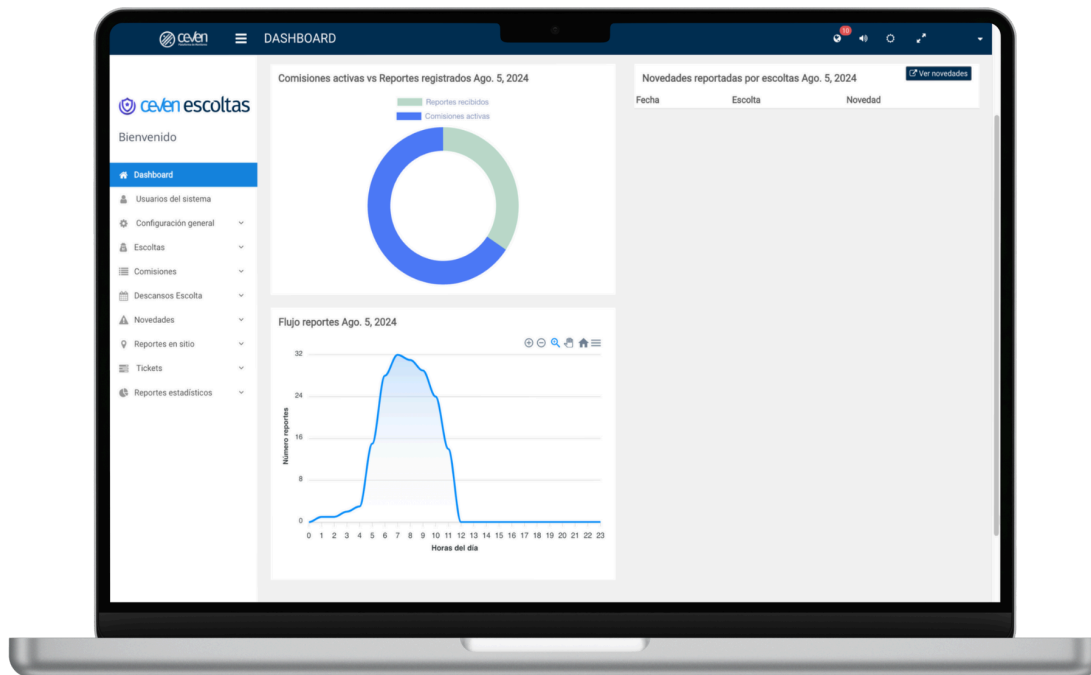 ceven
DASHBOARD
10
ceven escoltas
Bienvenido
Dashboard
Usuarios del sistema
Configuración general
Escoltas
Comisiones
Descansos Escolta
Novedades
Reportes en sitio
Tickets
Reportes estadísticos
Comisiones activas vs Reportes registrados Ago. 5, 2024
Reportes recibidos
Comisiones activas
Novedades reportadas por escoltas Ago. 5, 2024
Ver novedades
Fecha Escolta Novedad
Flujo reportes Ago. 5, 2024
32
24
16
8
0
Número reportes
0 1 2 3 4 5 6 7 8 9 10 11 12 13 14 15 16 17 18 19 20 21 22 23
Horas del día